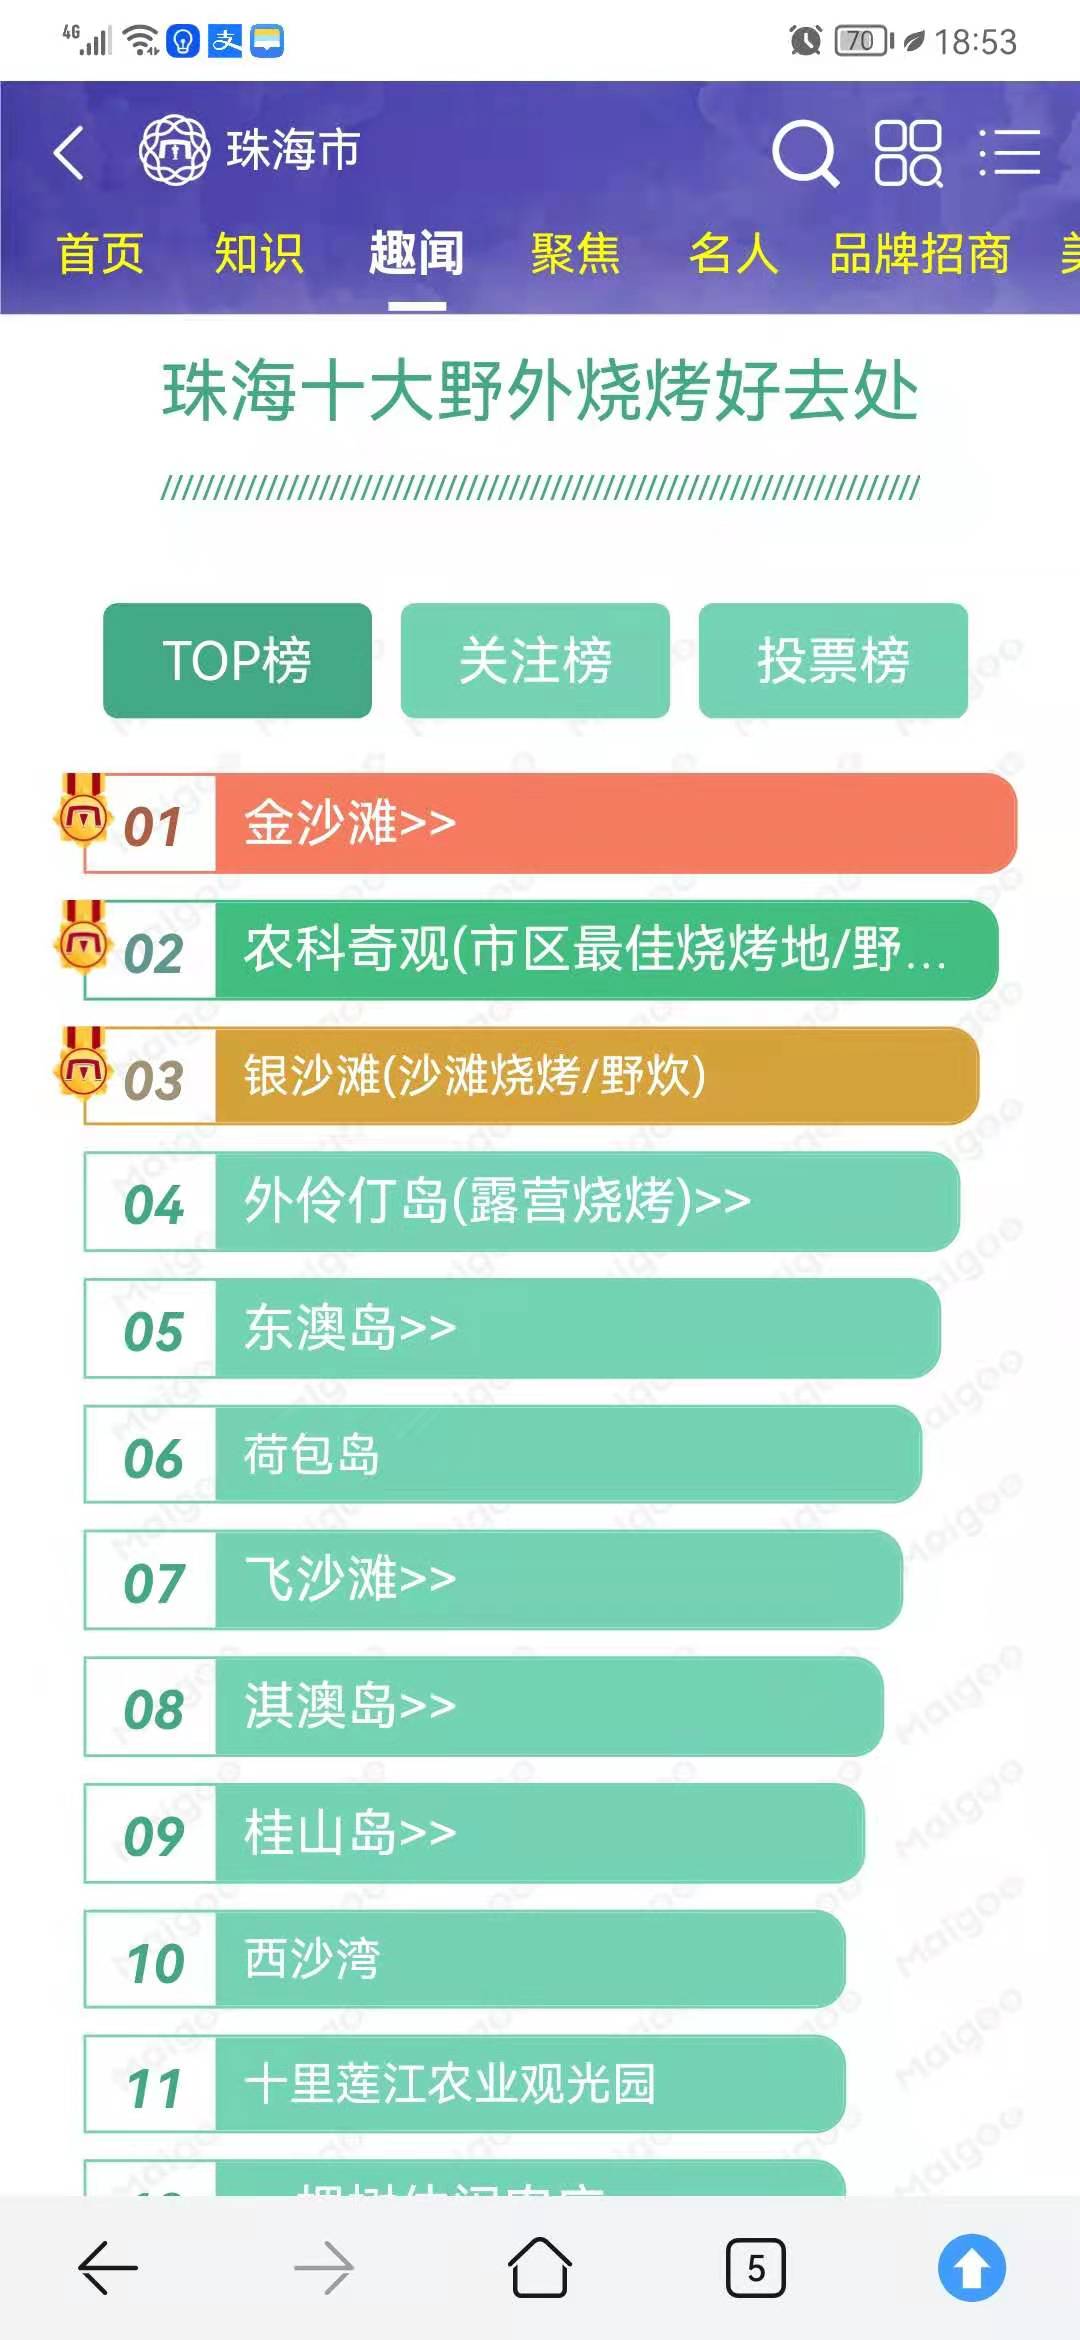 4G 70 18:53
珠海市
首页 知识 趣闻 聚焦 名人 品牌招商
珠海十大野外烧烤好去处
TOP榜 关注榜 投票榜
01 金沙滩>>
02 农科奇观(市区最佳烧烤地/野...
03 银沙滩(沙滩烧烤/野炊)
04 外伶仃岛(露营烧烤)>>
05 东澳岛>>
06 荷包岛
07 飞沙滩>>
08 淇澳岛>>
09 桂山岛>>
10 西沙湾
11 十里莲江农业观光园
5